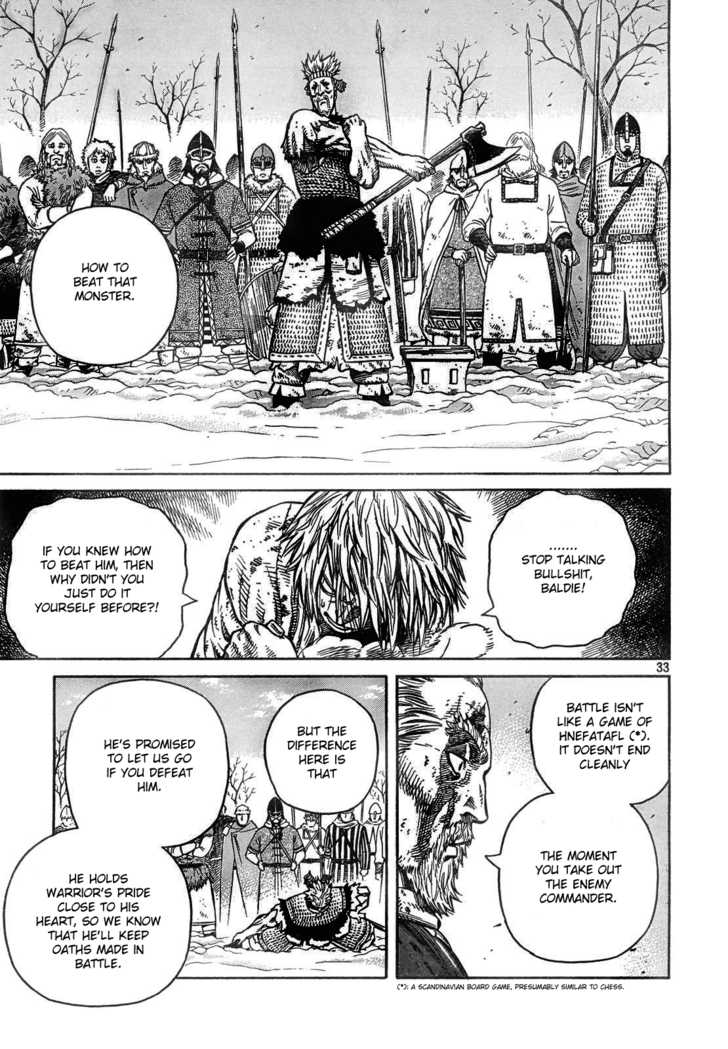 HOW TO
BEAT THAT
MONSTER.
.......
STOP TALKING
BULLSHIT,
BALDIE!
IF YOU KNEW HOW
TO BEAT HIM, THEN
WHY DIDN'T YOU
JUST DO IT
YOURSELF BEFORE?!
33
BATTLE ISN'T
LIKE A GAME OF
HNEFATAFL (*).
IT DOESN'T END
CLEANLY
THE MOMENT
YOU TAKE OUT
THE ENEMY
COMMANDER.
BUT THE
DIFFERENCE
HERE IS
THAT
HE'S PROMISED
TO LET US GO
IF YOU DEFEAT
HIM.
HE HOLDS
WARRIOR'S PRIDE
CLOSE TO HIS
HEART, SO WE KNOW
THAT HE'LL KEEP
OATHS MADE IN
BATTLE.
(*): A SCANDINAVIAN BOARD GAME, PRESUMABLY SIMILAR TO CHESS.